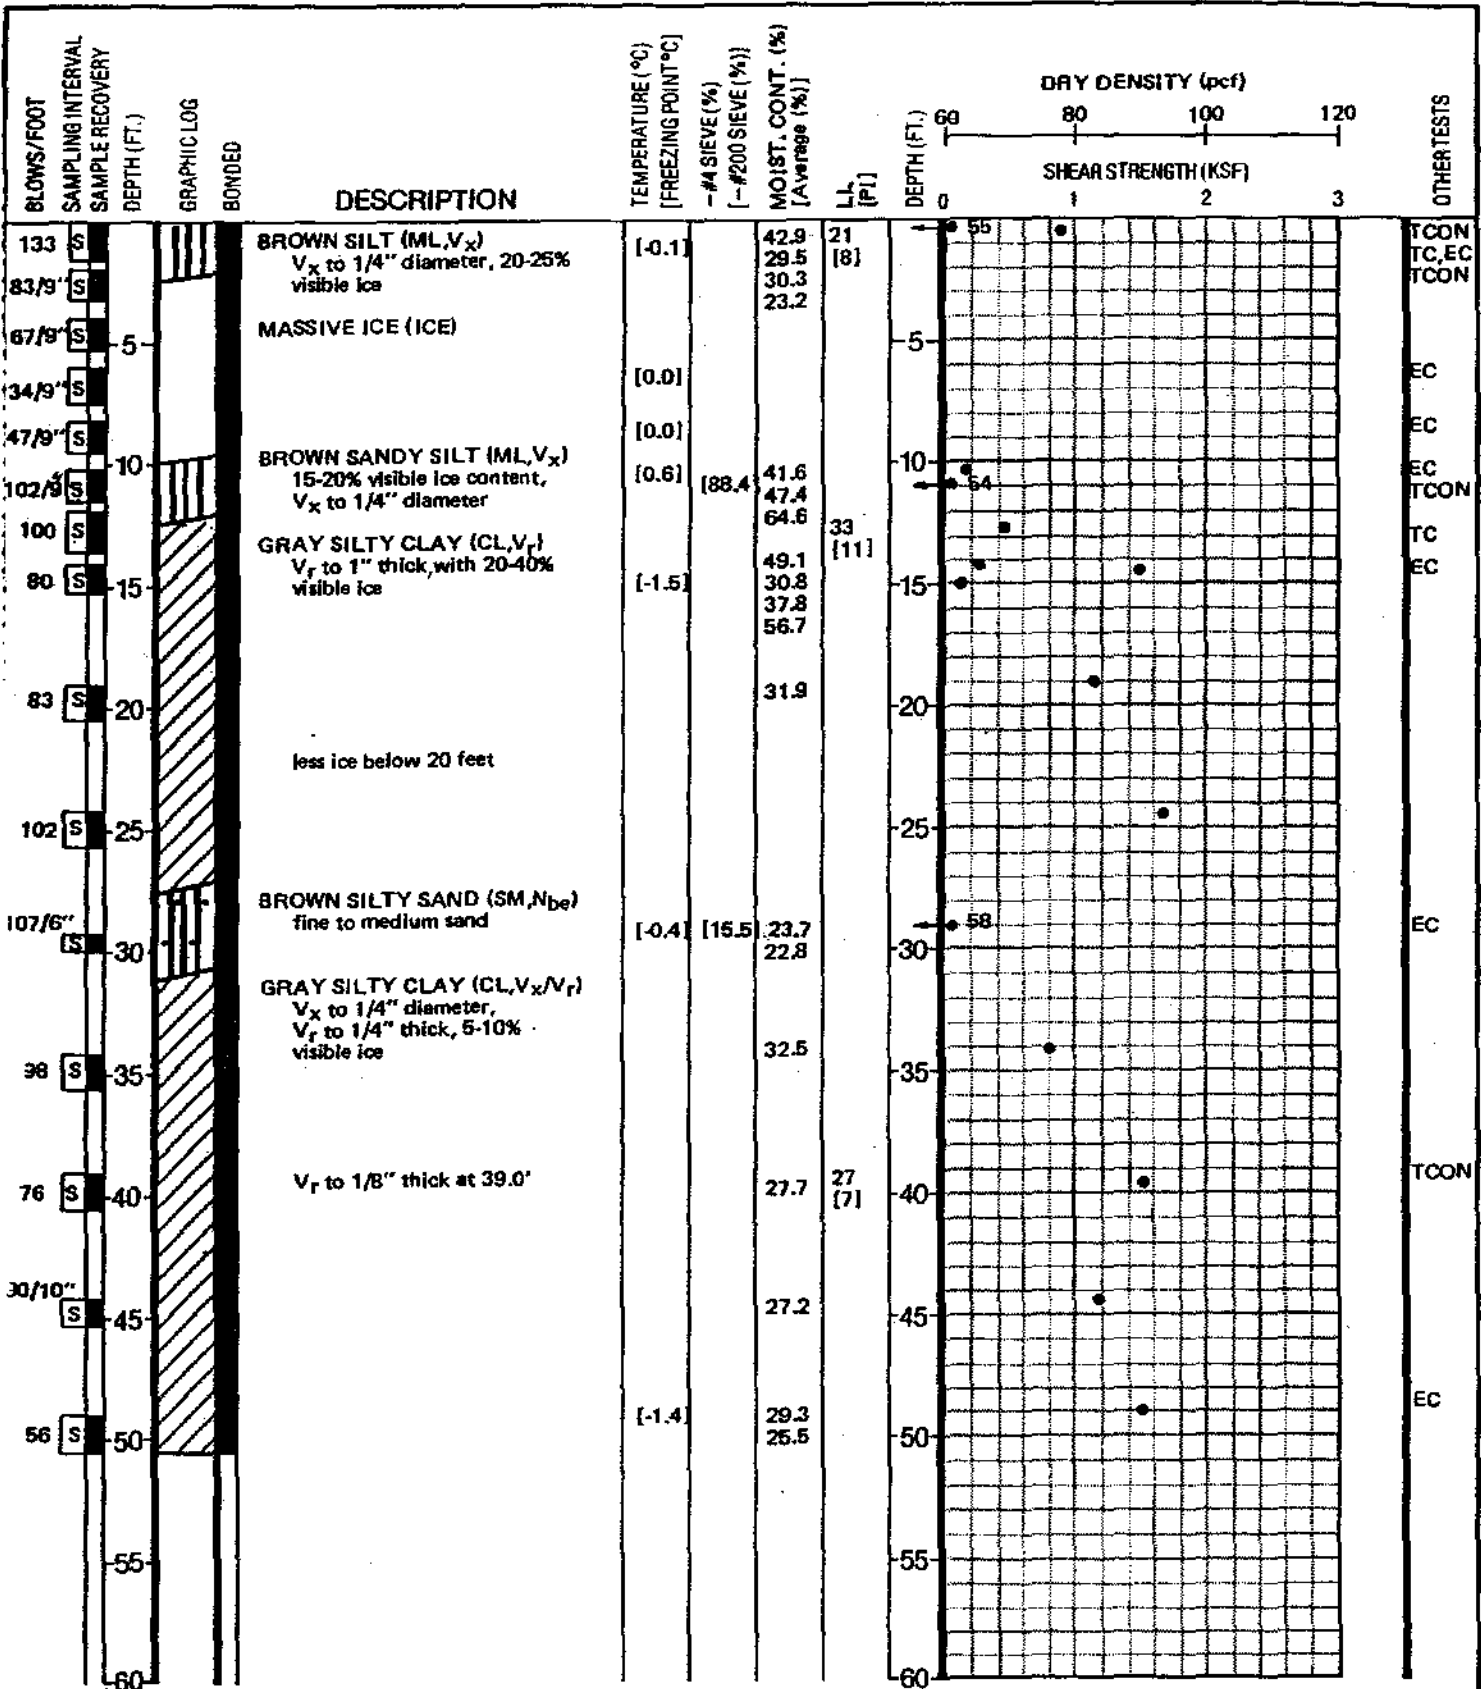 BLOWS/FOOT
SAMPLING INTERVAL
SAMPLE RECOVERY
DEPTH (FT.)
GRAPHIC LOG
BONDED
DESCRIPTION
TEMPERATURE (°C)
[FREEZING POINT°C]
-#4 SIEVE (%)
[-#200 SIEVE (%)]
MOIST. CONT. (%)
[Average (%)]
LL
[PI]
DEPTH (FT.)
DRY DENSITY (pcf)
60 80 100 120
SHEAR STRENGTH (KSF)
0 1 2 3
OTHER TESTS
133 S BROWN SILT (ML,Vx) [-0.1] 42.9 21 55 TCON
Vx to 1/4" diameter, 20-25% 29.5 [8] TC,EC
83/9" S visible ice 30.3 TCON
23.2
67/9" S -5- MASSIVE ICE (ICE) -5-
34/9" S [0.0] EC
47/9" S [0.0] EC
-10- BROWN SANDY SILT (ML,Vx) -10-
102/9 S 15-20% visible ice content, [0.6] [88.4 41.6 EC
Vx to 1/4" diameter 47.4 54 TCON
64.6
100 S GRAY SILTY CLAY (CL,Vr) 33 TC
[11]
Vr to 1" thick, with 20-40% 49.1 EC
80 S -15- visible ice [-1.5] 30.8 -15-
37.8
56.7
83 S -20- 31.9 -20-
less ice below 20 feet
102 S -25- -25-
107/6" S BROWN SILTY SAND (SM,Nbe)
fine to medium sand [-0.4] [15.5] 23.7 58 EC
-30- 22.8 -30-
GRAY SILTY CLAY (CL,Vx/Vr)
Vx to 1/4" diameter,
Vr to 1/4" thick, 5-10%
visible ice 32.5
98 S -35- -35-
76 S -40- Vr to 1/8" thick at 39.0' 27.7 27 -40- TCON
[7]
/10" S -45- 27.2 -45-
[-1.4] 29.3 EC
56 S -50- 25.5 -50-
-55- -55-
-60- -60-